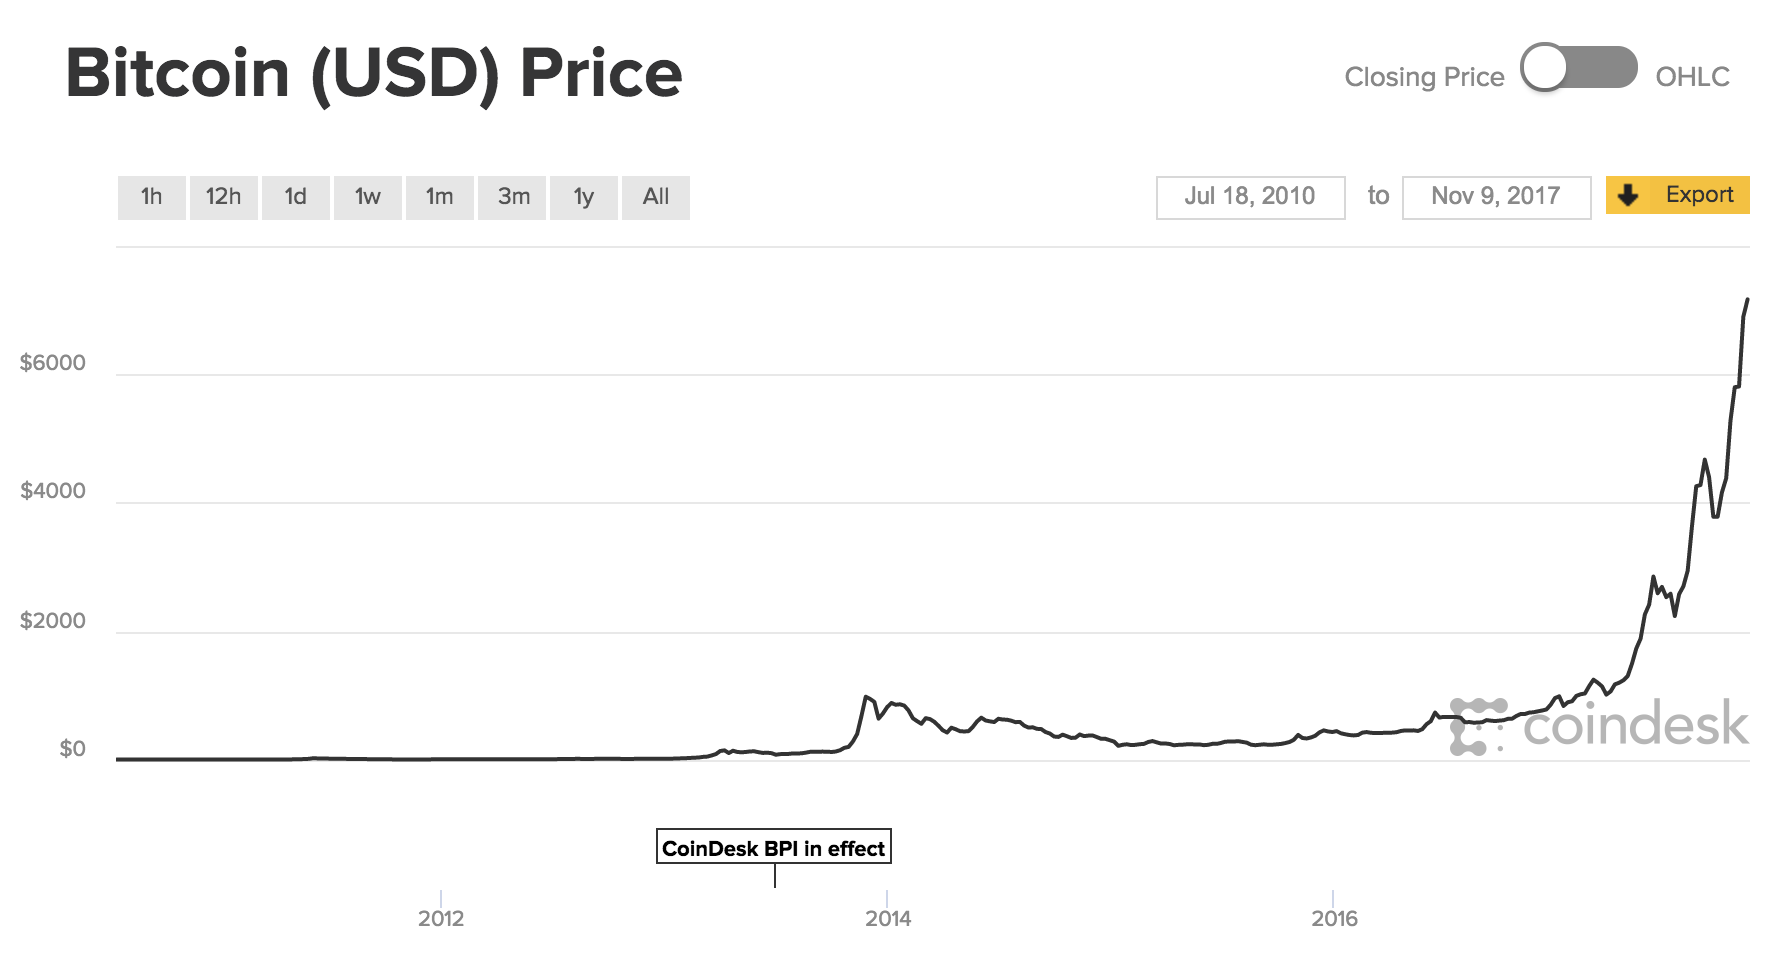 Bitcoin (USD) Price
Closing Price OHLC
1h 12h 1d 1w 1m 3m 1y All Jul 18, 2010 to Nov 9, 2017 Export
$6000
$4000
$2000
coindesk
$0
CoinDesk BPI in effect
2012 2014 2016